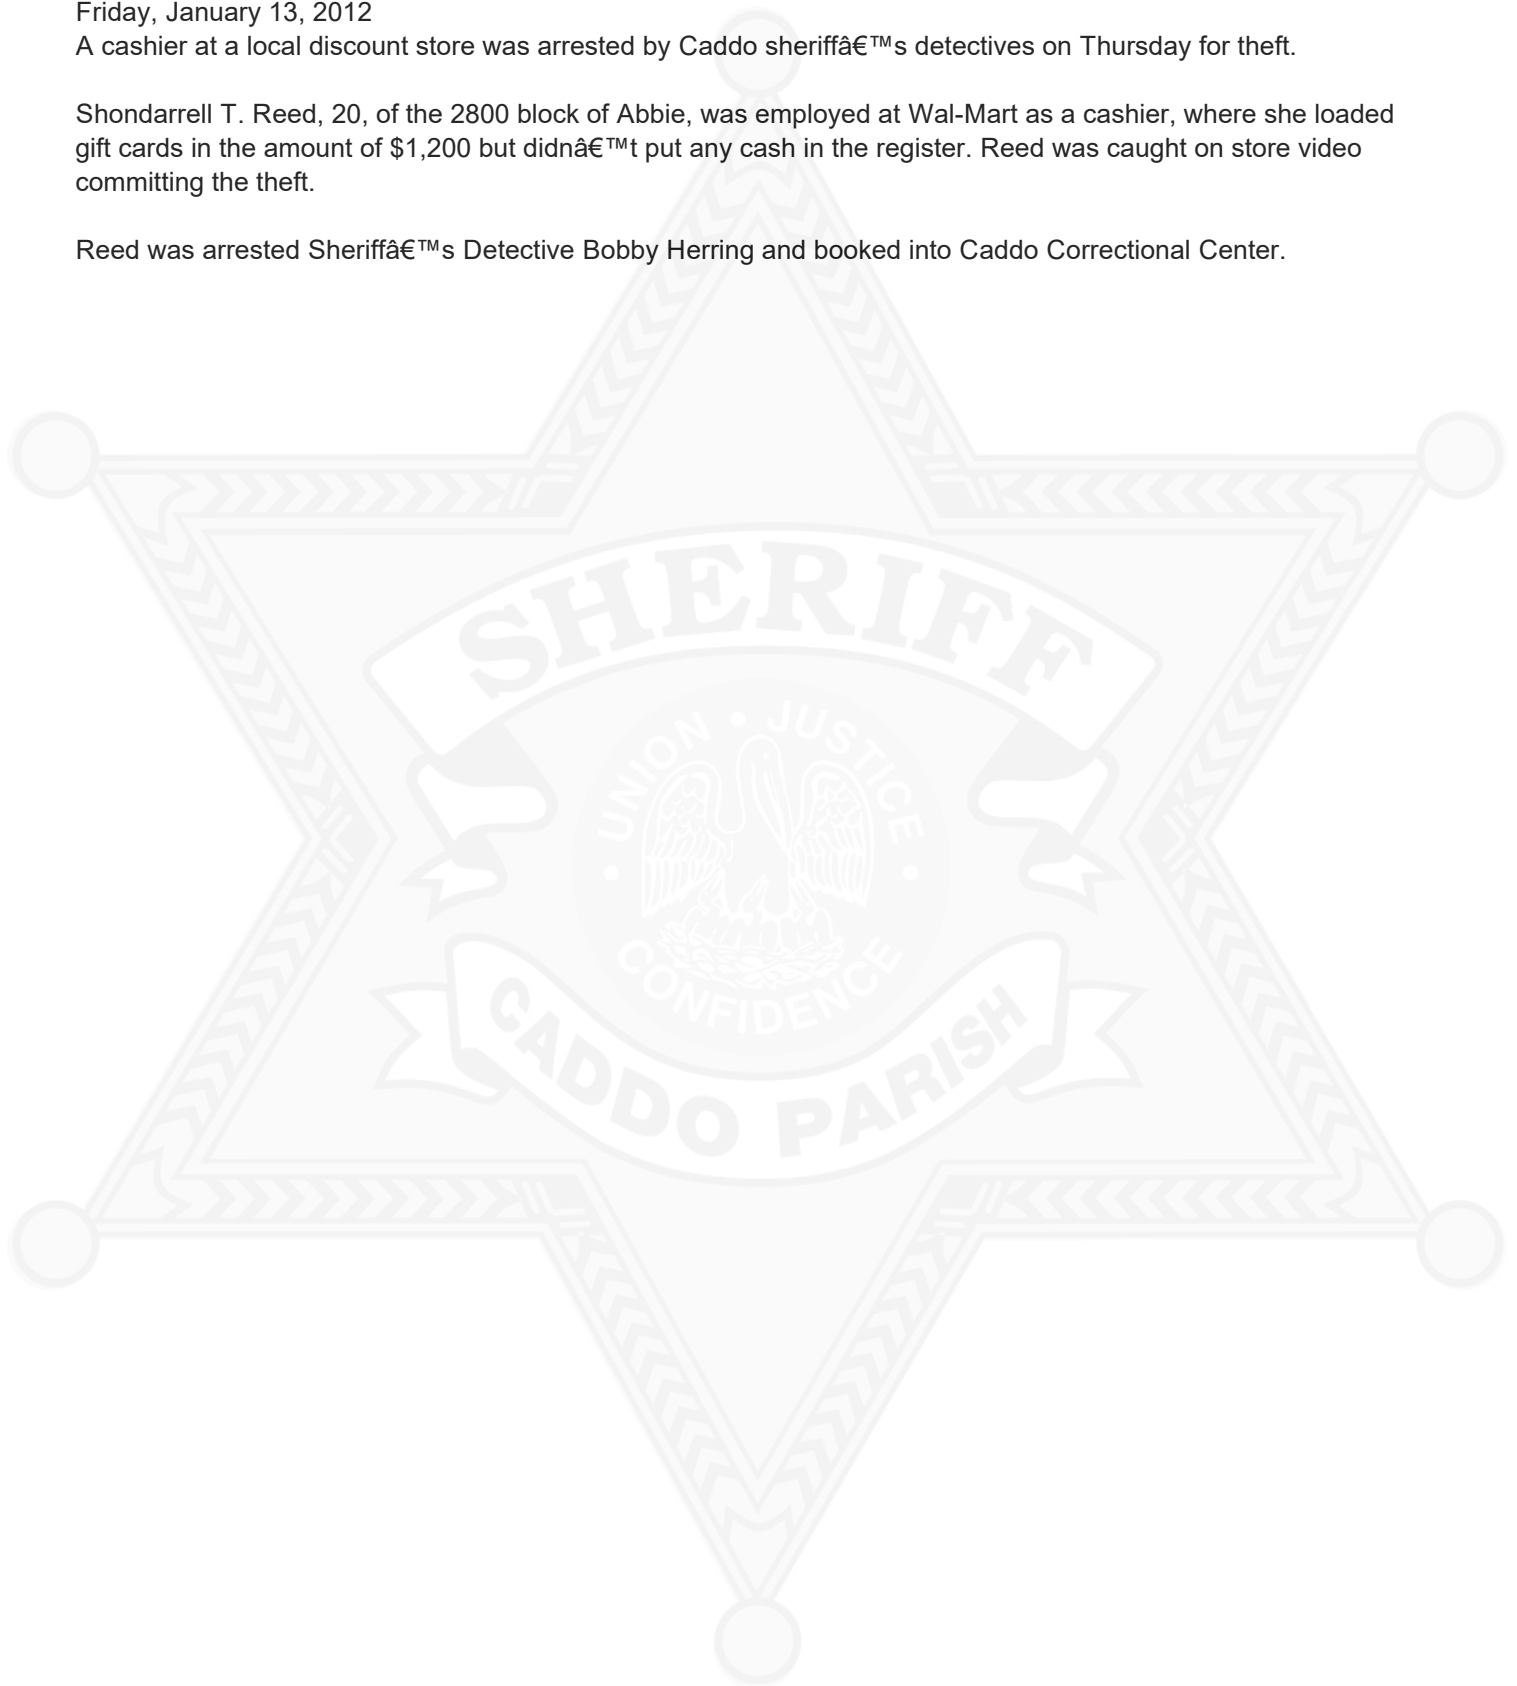 Friday, January 13, 2012
A cashier at a local discount store was arrested by Caddo sheriffâ€™s detectives on Thursday for theft.
Shondarrell T. Reed, 20, of the 2800 block of Abbie, was employed at Wal-Mart as a cashier, where she loaded
gift cards in the amount of $1,200 but didnâ€™t put any cash in the register. Reed was caught on store video
committing the theft.
Reed was arrested Sheriffâ€™s Detective Bobby Herring and booked into Caddo Correctional Center.
SHERIFF
UNION • JUSTICE
• CONFIDENCE •
CADDO PARISH